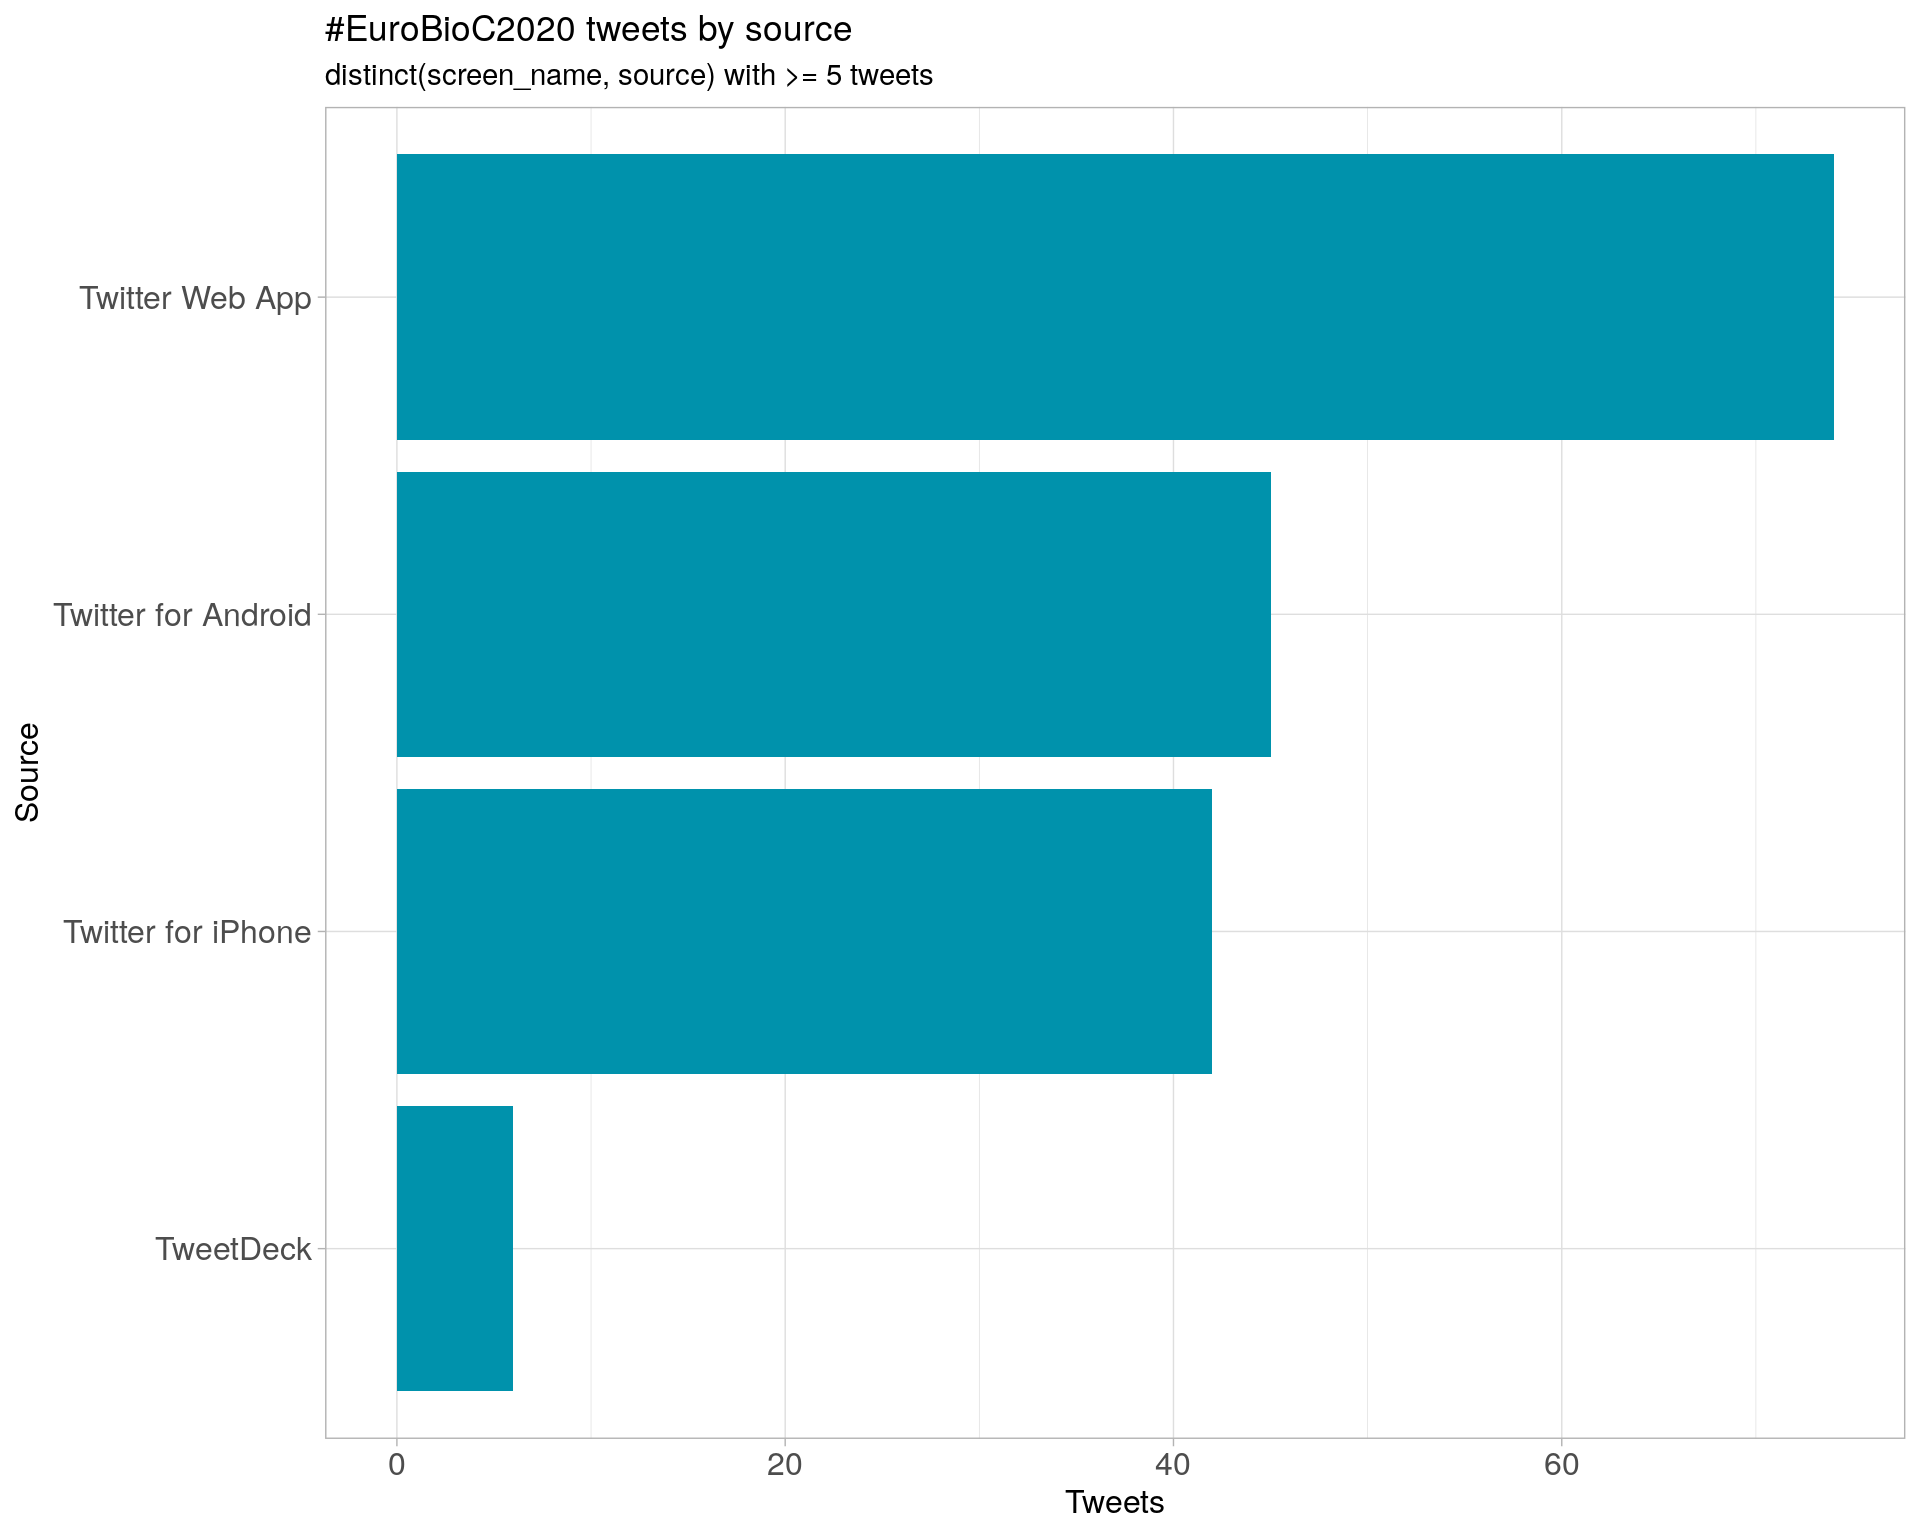 #EuroBioC2020 tweets by source
distinct(screen_name, source) with >= 5 tweets
Source
Twitter Web App
Twitter for Android
Twitter for iPhone
TweetDeck
0 20 40 60
Tweets